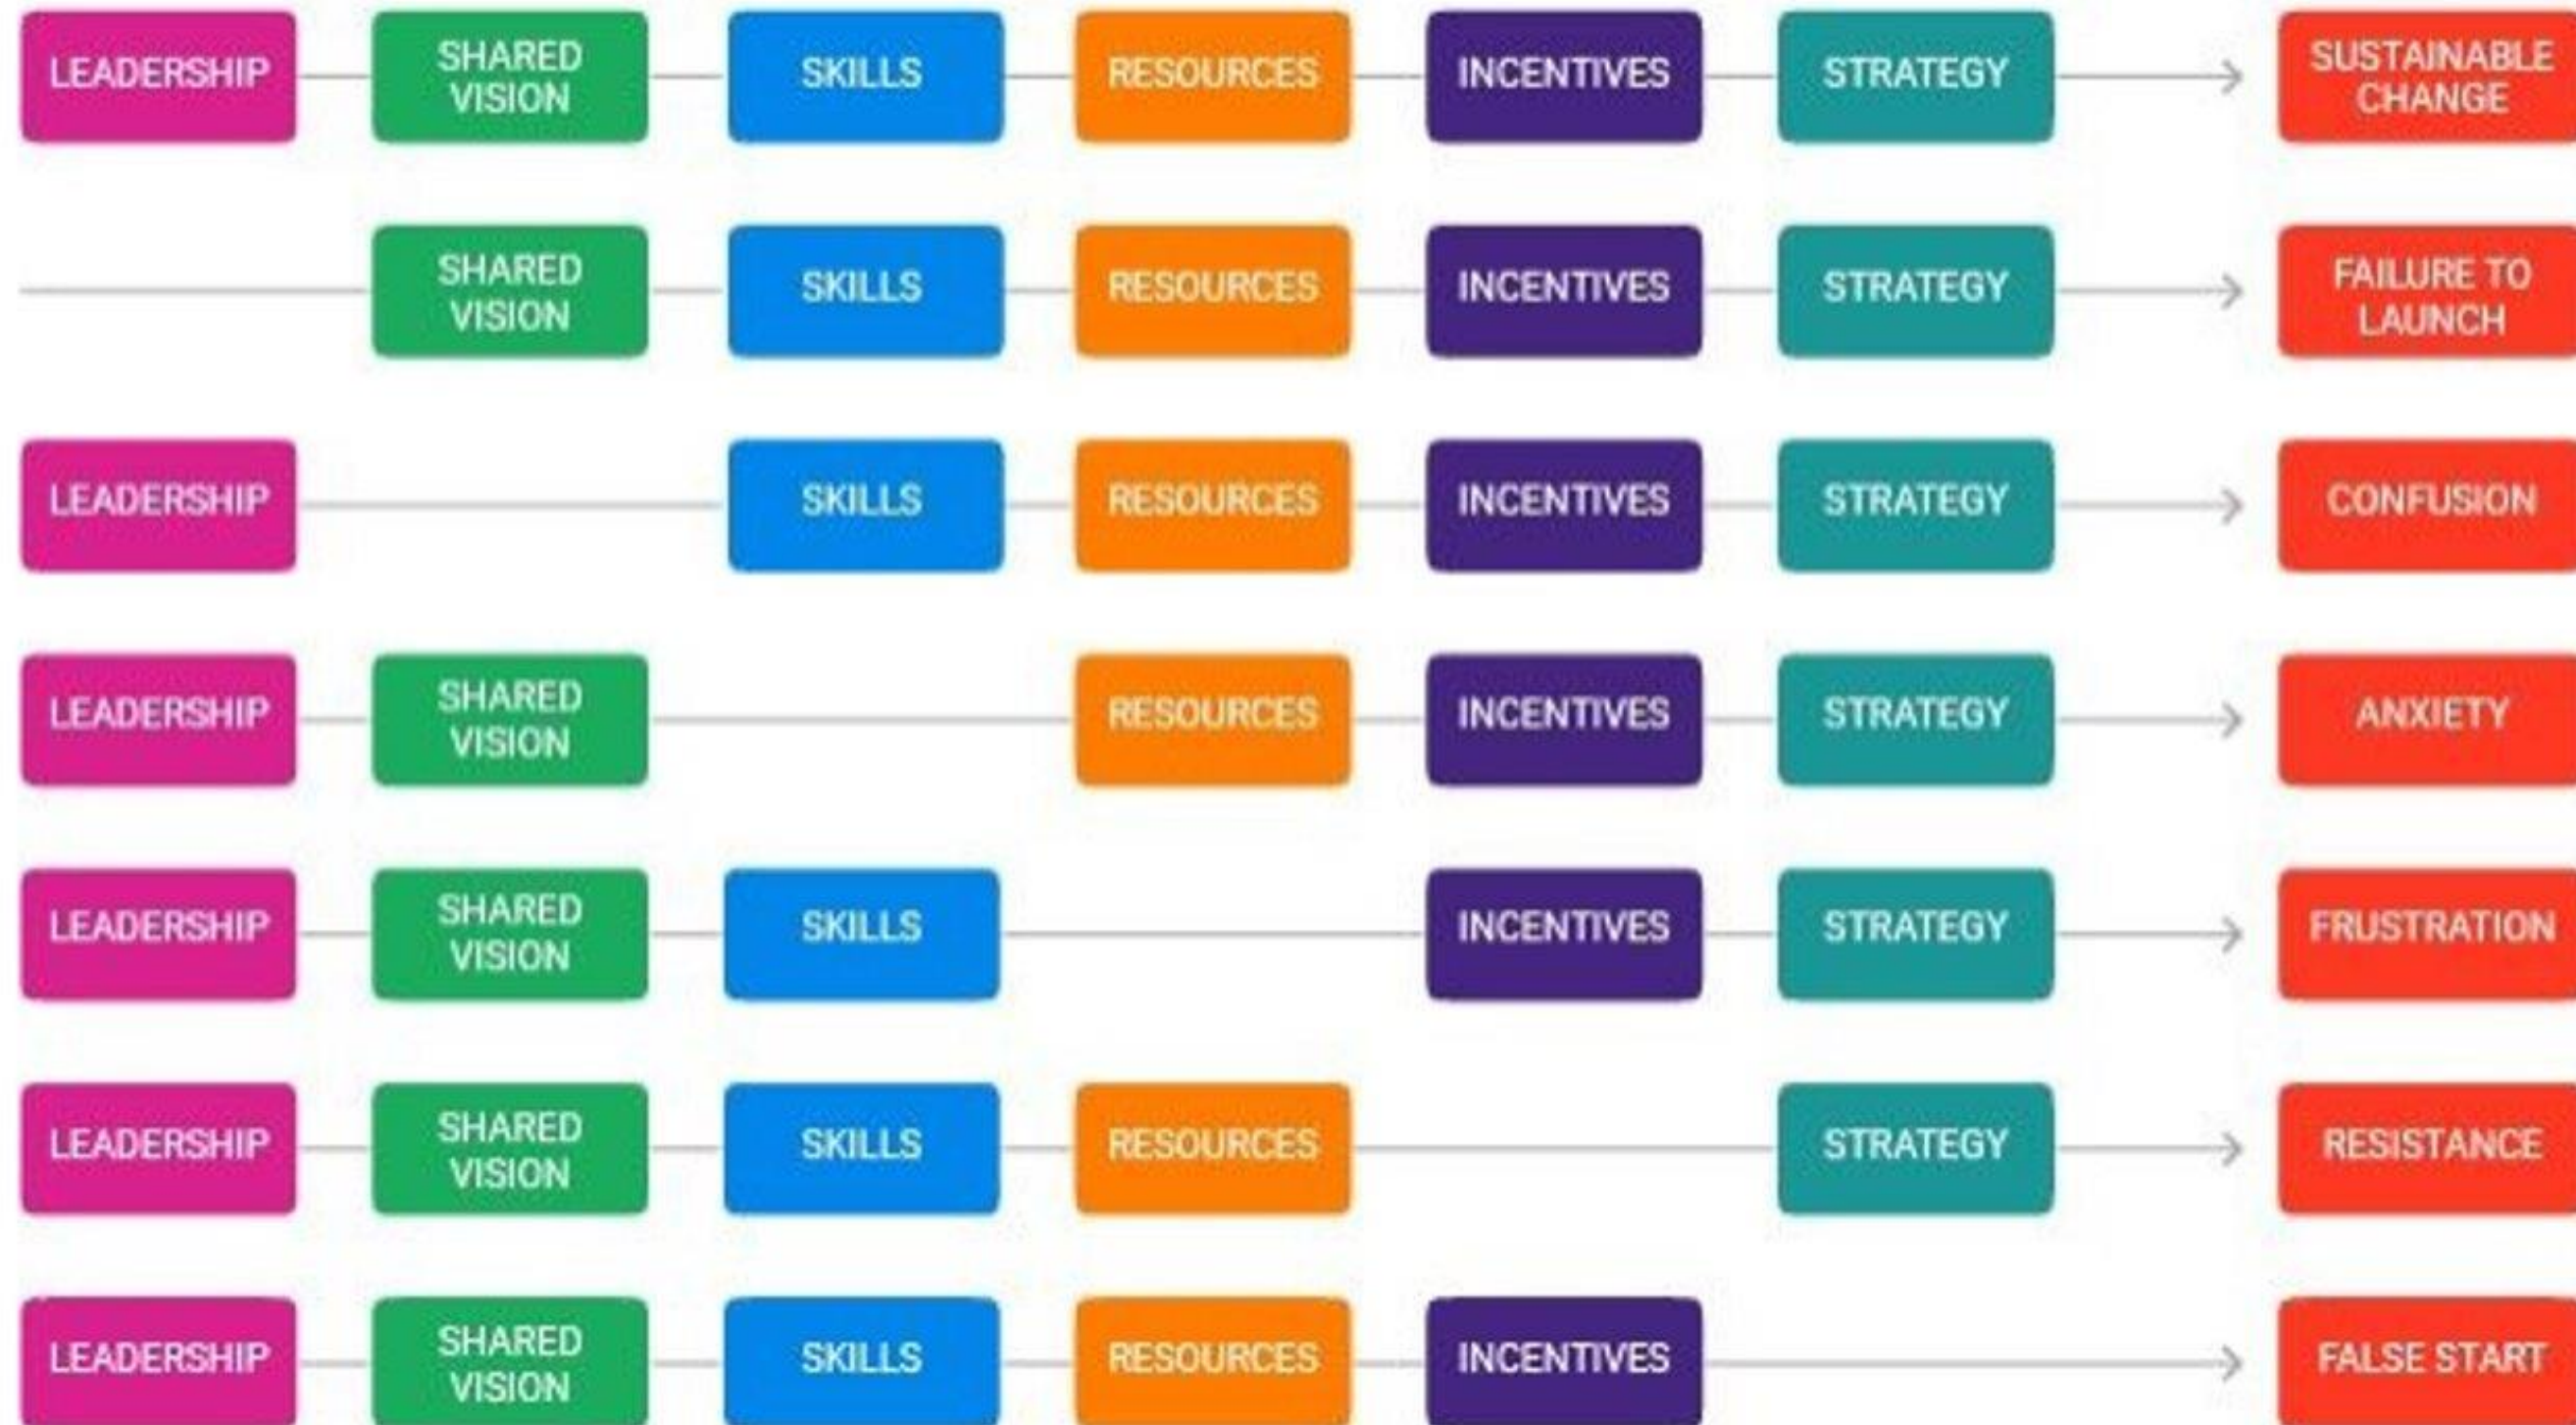 LEADERSHIP
SHARED
VISION
SKILLS
RESOURCES
INCENTIVES
STRATEGY
SUSTAINABLE
CHANGE
SHARED
VISION
SKILLS
RESOURCES
INCENTIVES
STRATEGY
FAILURE TO
LAUNCH
LEADERSHIP
SKILLS
RESOURCES
INCENTIVES
STRATEGY
CONFUSION
LEADERSHIP
SHARED
VISION
RESOURCES
INCENTIVES
STRATEGY
ANXIETY
LEADERSHIP
SHARED
VISION
SKILLS
INCENTIVES
STRATEGY
FRUSTRATION
LEADERSHIP
SHARED
VISION
SKILLS
RESOURCES
STRATEGY
RESISTANCE
LEADERSHIP
SHARED
VISION
SKILLS
RESOURCES
INCENTIVES
FALSE START